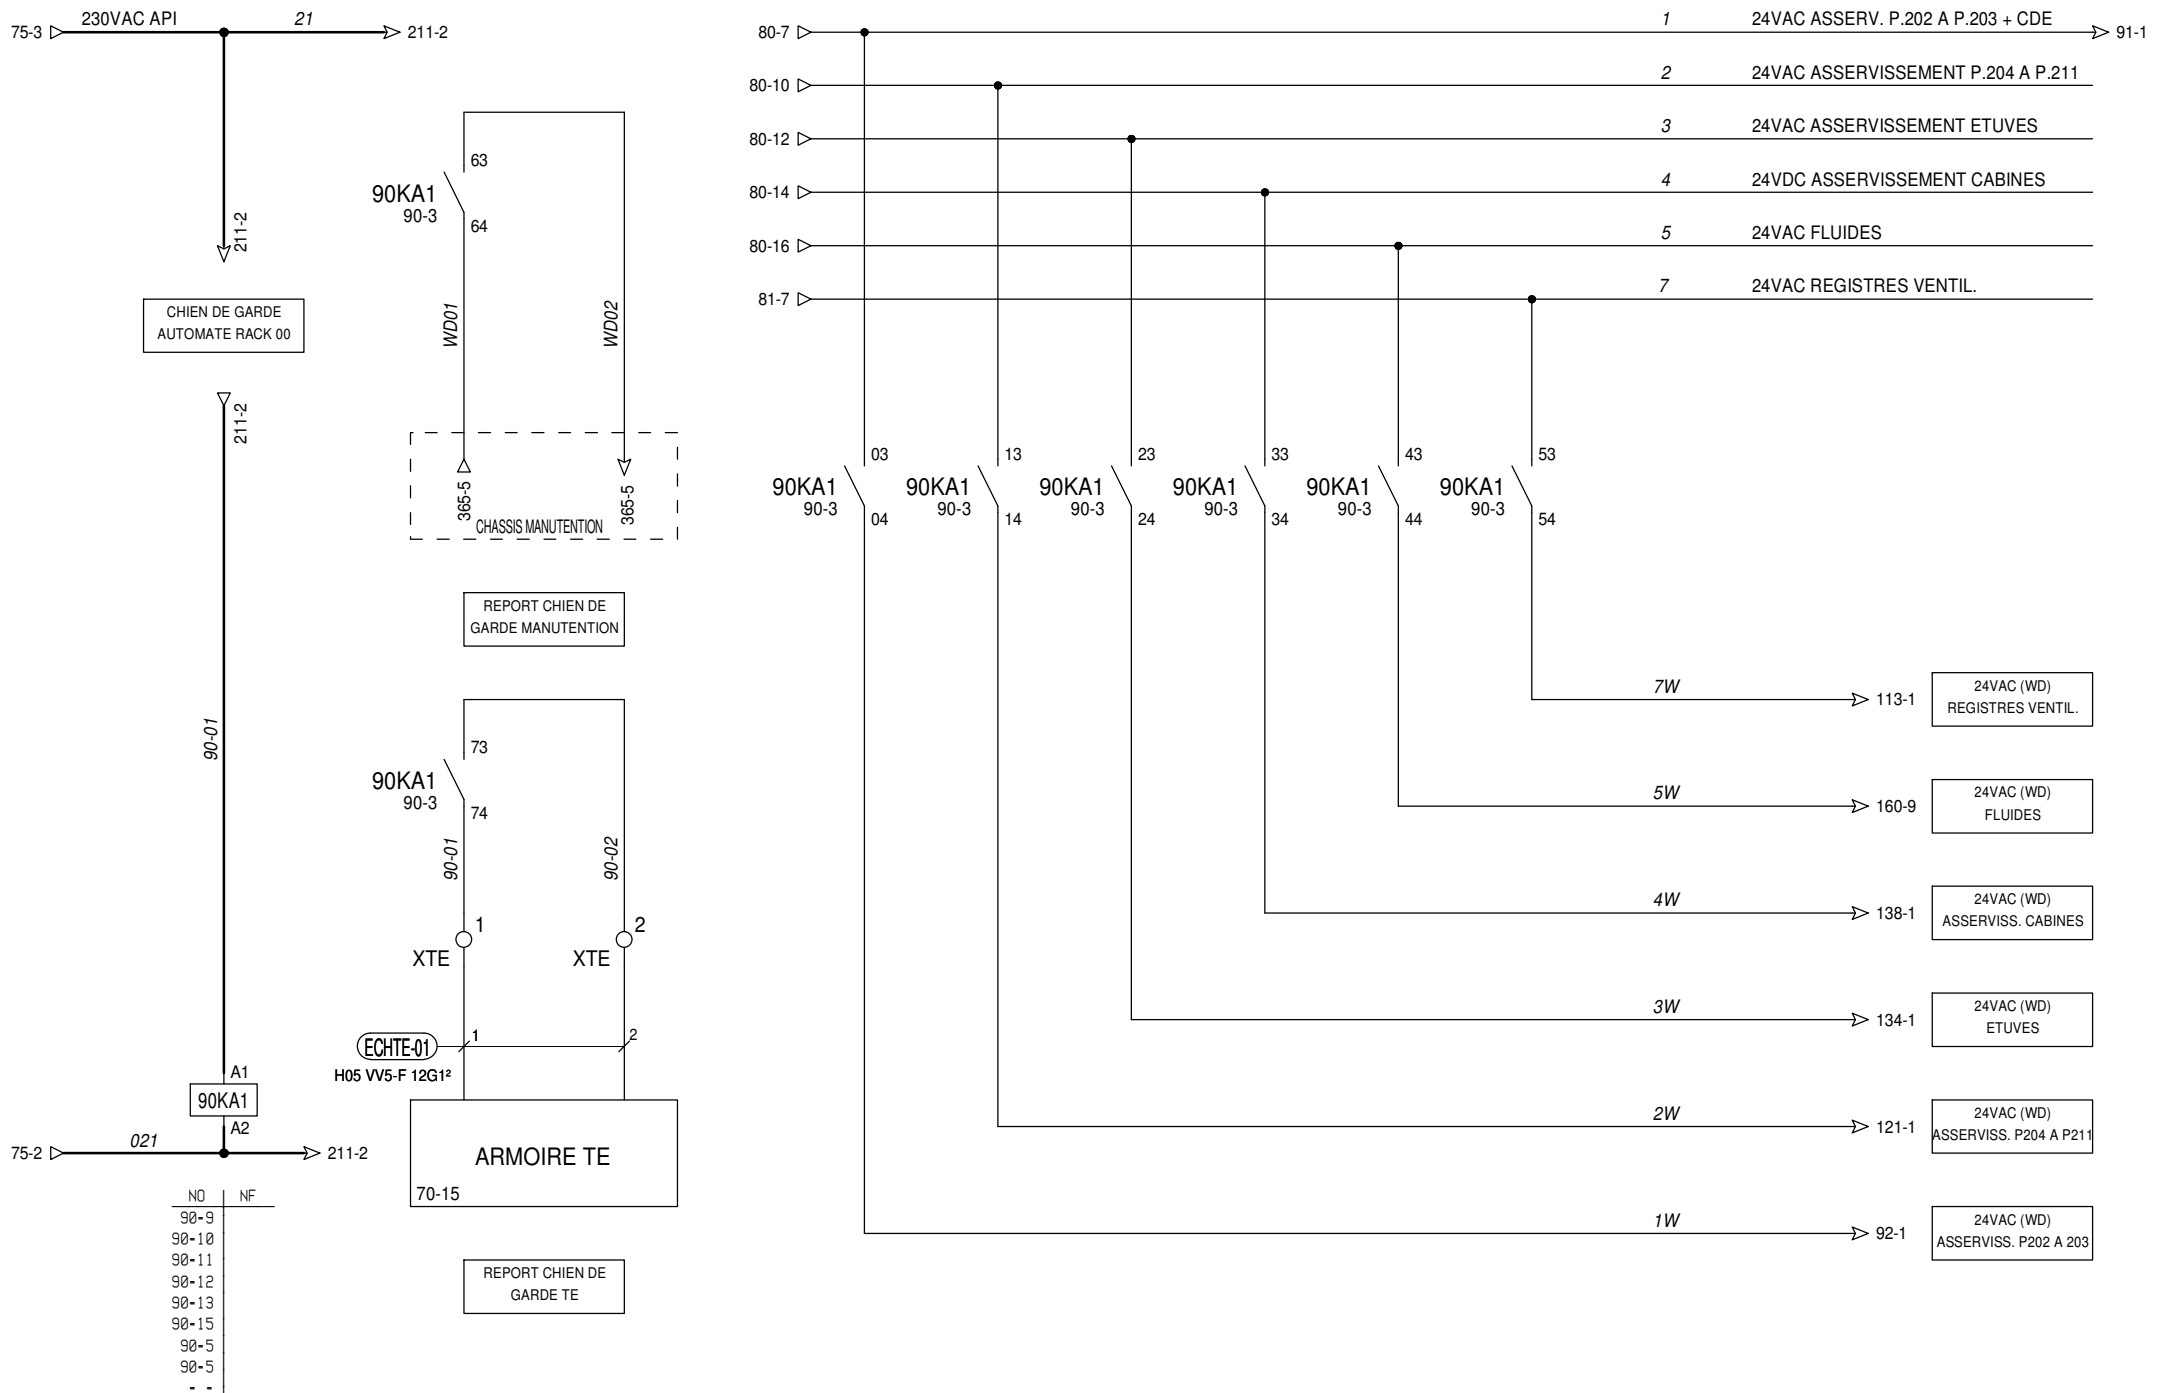 230VAC API
21
75-3
211-2
211-2
CHIEN DE GARDE
AUTOMATE RACK 00
211-2
90-01
A1
90KA1
A2
75-2
021
211-2
NO NF
90-9
90-10
90-11
90-12
90-13
90-15
90-5
90-5
- -
63
90KA1
90-3
64
WD01
WD02
365-5
365-5
CHASSIS MANUTENTION
REPORT CHIEN DE
GARDE MANUTENTION
73
90KA1
90-3
74
90-01
90-02
1
XTE
2
XTE
ECHTE-01
1
2
H05 VV5-F 12G1²
ARMOIRE TE
70-15
REPORT CHIEN DE
GARDE TE
80-7
1
24VAC ASSERV. P.202 A P.203 + CDE
91-1
80-10
2
24VAC ASSERVISSEMENT P.204 A P.211
80-12
3
24VAC ASSERVISSEMENT ETUVES
80-14
4
24VDC ASSERVISSEMENT CABINES
80-16
5
24VAC FLUIDES
81-7
7
24VAC REGISTRES VENTIL.
03
90KA1
90-3
04
13
90KA1
90-3
14
23
90KA1
90-3
24
33
90KA1
90-3
34
43
90KA1
90-3
44
53
90KA1
90-3
54
7W
113-1
24VAC (WD)
REGISTRES VENTIL.
5W
160-9
24VAC (WD)
FLUIDES
4W
138-1
24VAC (WD)
ASSERVISS. CABINES
3W
134-1
24VAC (WD)
ETUVES
2W
121-1
24VAC (WD)
ASSERVISS. P204 A P211
1W
92-1
24VAC (WD)
ASSERVISS. P202 A 203